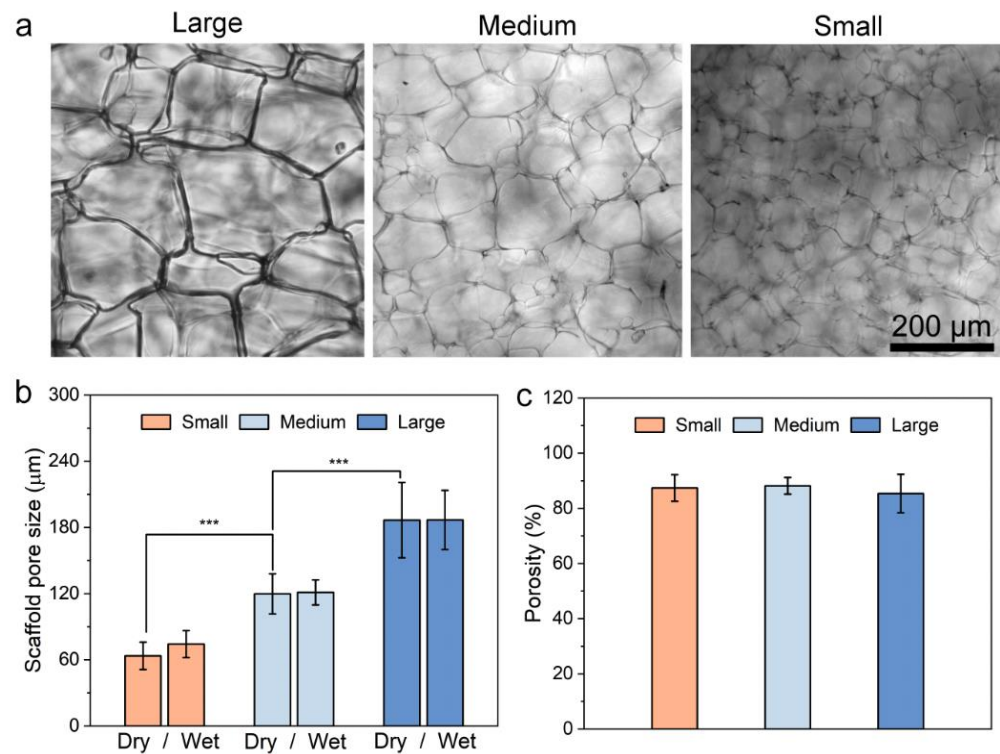 a
Large Medium Small
200 µm
b
300
240
180
120
60
0
Scaffold pore size (µm)
Small Medium Large
***
***
Dry / Wet Dry / Wet Dry / Wet
c
120
100
80
60
40
20
0
Porosity (%)
Small Medium Large